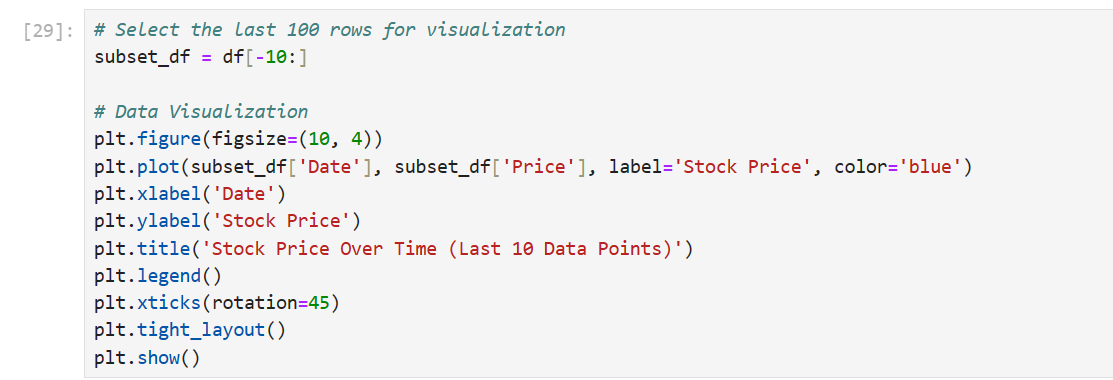 [29]: # Select the last 100 rows for visualization
subset_df = df[-10:]
# Data Visualization
plt.figure(figsize=(10, 4))
plt.plot(subset_df['Date'], subset_df['Price'], label='Stock Price', color='blue')
plt.xlabel('Date')
plt.ylabel('Stock Price')
plt.title('Stock Price Over Time (Last 10 Data Points)')
plt.legend()
plt.xticks(rotation=45)
plt.tight_layout()
plt.show()